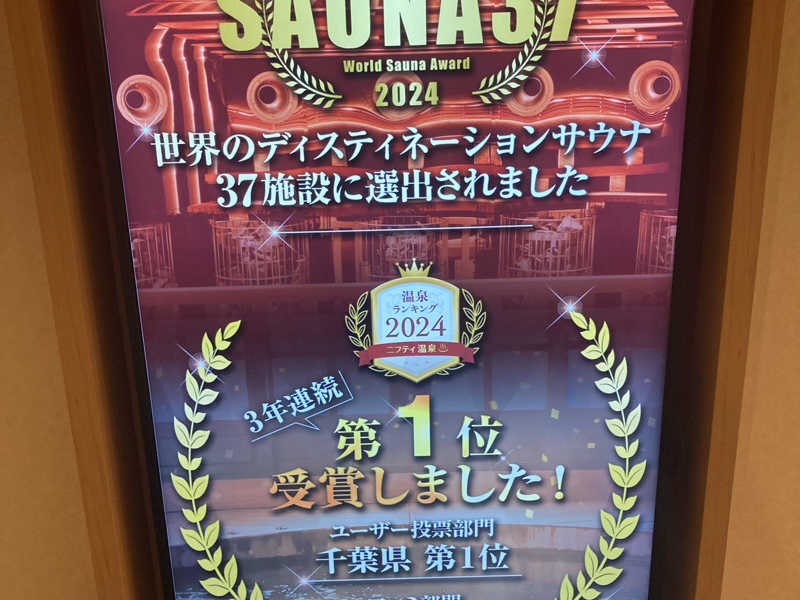 SAUNA37
World Sauna Award
2024
世界のディスティネーションサウナ
37施設に選出されました
温泉
ランキング
2024
ニフティ温泉
3年連続
第1位
受賞しました!
ユーザー投票部門
千葉県 第1位
部門